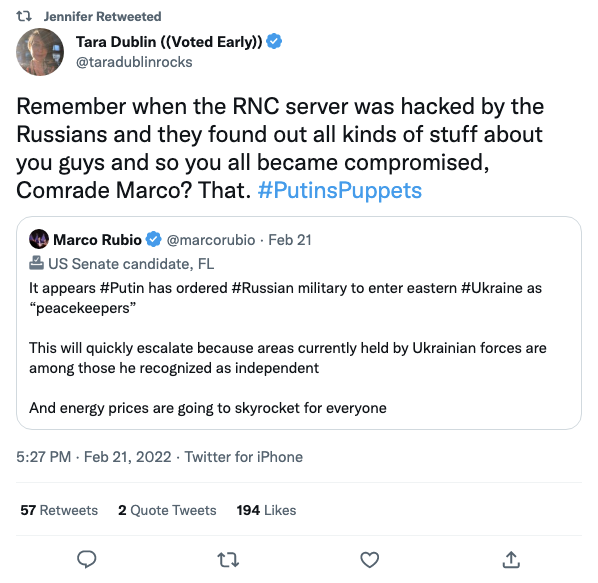 Jennifer Retweeted
Tara Dublin ((Voted Early))
@taradublinrocks
Remember when the RNC server was hacked by the
Russians and they found out all kinds of stuff about
you guys and so you all became compromised,
Comrade Marco? That. #PutinsPuppets
Marco Rubio @marcorubio · Feb 21
US Senate candidate, FL
It appears #Putin has ordered #Russian military to enter eastern #Ukraine as
“peacekeepers”
This will quickly escalate because areas currently held by Ukrainian forces are
among those he recognized as independent
And energy prices are going to skyrocket for everyone
5:27 PM · Feb 21, 2022 · Twitter for iPhone
57 Retweets 2 Quote Tweets 194 Likes